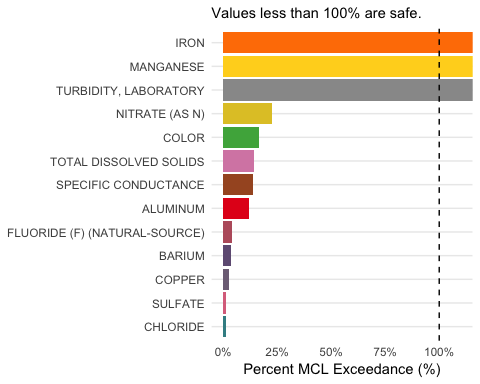 Values less than 100% are safe.
IRON
MANGANESE
TURBIDITY, LABORATORY
NITRATE (AS N)
COLOR
TOTAL DISSOLVED SOLIDS
SPECIFIC CONDUCTANCE
ALUMINUM
FLUORIDE (F) (NATURAL-SOURCE)
BARIUM
COPPER
SULFATE
CHLORIDE
0% 25% 50% 75% 100%
Percent MCL Exceedance (%)